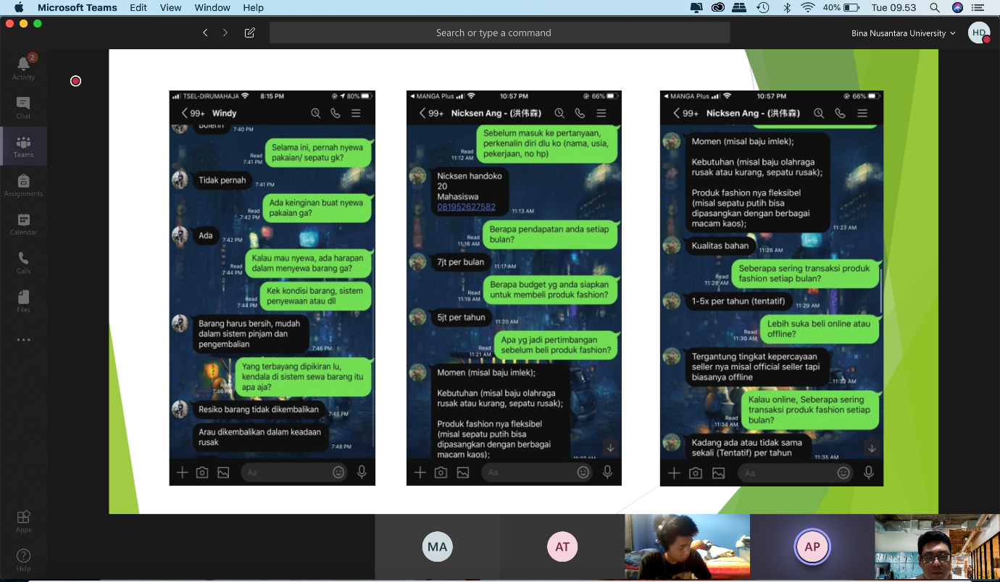 Microsoft Teams Edit View Window Help
40% Tue 09.53
Search or type a command
Bina Nusantara University
HD
2
Activity
Chat
Teams
Assignments
Calendar
Calls
Files
Apps
Help
TSEL-DIRUMAHAJA 8:15 PM 80%
99+ Windy
7:40 PM
Selama ini, pernah nyewa
pakaian/ sepatu gk?
Read
7:41 PM
Tidak pernah
7:41 PM
Ada keinginan buat nyewa
pakaian ga?
Read
7:42 PM
Ada
7:42 PM
Kalau mau nyewa, ada harapan
dalam menyewa barang ga?
Read
7:44 PM
Kek kondisi barang, sistem
penyewaan atau dll
Read
7:44 PM
Barang harus bersih, mudah
dalam sistem pinjam dan
pengembalian
7:46 PM
Yang terbayang dipikiran lu,
kendala di sistem sewa barang itu
apa aja?
Read
7:46 PM
Resiko barang tidak dikembalikan
7:48 PM
Arau dikembalikan dalam keadaan
rusak
7:48 PM
Aa
MANGA Plus 10:57 PM 66%
99+ Nicksen Ang - (洪伟森)
Sebelum masuk ke pertanyaan,
perkenalin diri dlu ko (nama, usia,
pekerjaan, no hp)
Read
11:12 AM
Nicksen handoko
20
Mahasiswa
081952627582
11:13 AM
Berapa pendapatan anda setiap
bulan?
Read
11:16 AM
7jt per bulan
11:17 AM
Berapa budget yg anda siapkan
untuk membeli produk fashion?
Read
11:19 AM
5jt per tahun
11:20 AM
Apa yg jadi pertimbangan
sebelum beli produk fashion?
Read
11:21 AM
Momen (misal baju imlek);
Kebutuhan (misal baju olahraga
rusak atau kurang, sepatu rusak);
Produk fashion nya fleksibel
(misal sepatu putih bisa
dipasangkan dengan berbagai
macam kaos);
Aa
MANGA Plus 10:57 PM 66%
99+ Nicksen Ang - (洪伟森)
Momen (misal baju imlek);
Kebutuhan (misal baju olahraga
rusak atau kurang, sepatu rusak);
Produk fashion nya fleksibel
(misal sepatu putih bisa
dipasangkan dengan berbagai
macam kaos);
11:27 AM
Kualitas bahan
11:28 AM
Seberapa sering transaksi produk
fashion setiap bulan?
Read
11:28 AM
1-5x per tahun (tentatif)
11:29 AM
Lebih suka beli online atau
offline?
Read
11:30 AM
Tergantung tingkat kepercayaan
seller nya misal official seller tapi
biasanya offline
11:32 AM
Kalau online, Seberapa sering
transaksi produk fashion setiap
bulan?
Read
11:34 AM
Kadang ada atau tidak sama
sekali (Tentatif) per tahun
11:35 AM
Aa
MA
AT
AP